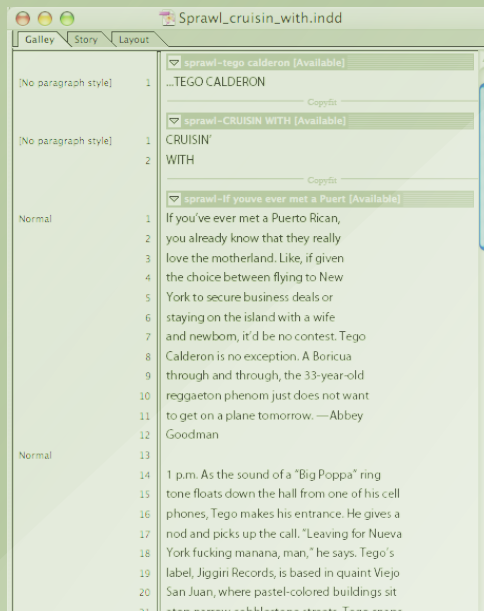 Sprawl_cruisin_with.indd
Galley Story Layout
sprawl-tego calderon [Available]
[No paragraph style] 1 ...TEGO CALDERON
Copyfit
sprawl-CRUISIN WITH [Available]
[No paragraph style] 1 CRUISIN'
2 WITH
Copyfit
sprawl-If youve ever met a Puert [Available]
Normal 1 If you've ever met a Puerto Rican,
2 you already know that they really
3 love the motherland. Like, if given
4 the choice between flying to New
5 York to secure business deals or
6 staying on the island with a wife
7 and newborn, it'd be no contest. Tego
8 Calderon is no exception. A Boricua
9 through and through, the 33-year-old
10 reggaeton phenom just does not want
11 to get on a plane tomorrow. —Abbey
12 Goodman
Normal 13
14 1 p.m. As the sound of a "Big Poppa" ring
15 tone floats down the hall from one of his cell
16 phones, Tego makes his entrance. He gives a
17 nod and picks up the call. "Leaving for Nueva
18 York fucking manana, man," he says. Tego's
19 label, Jiggiri Records, is based in quaint Viejo
20 San Juan, where pastel-colored buildings sit